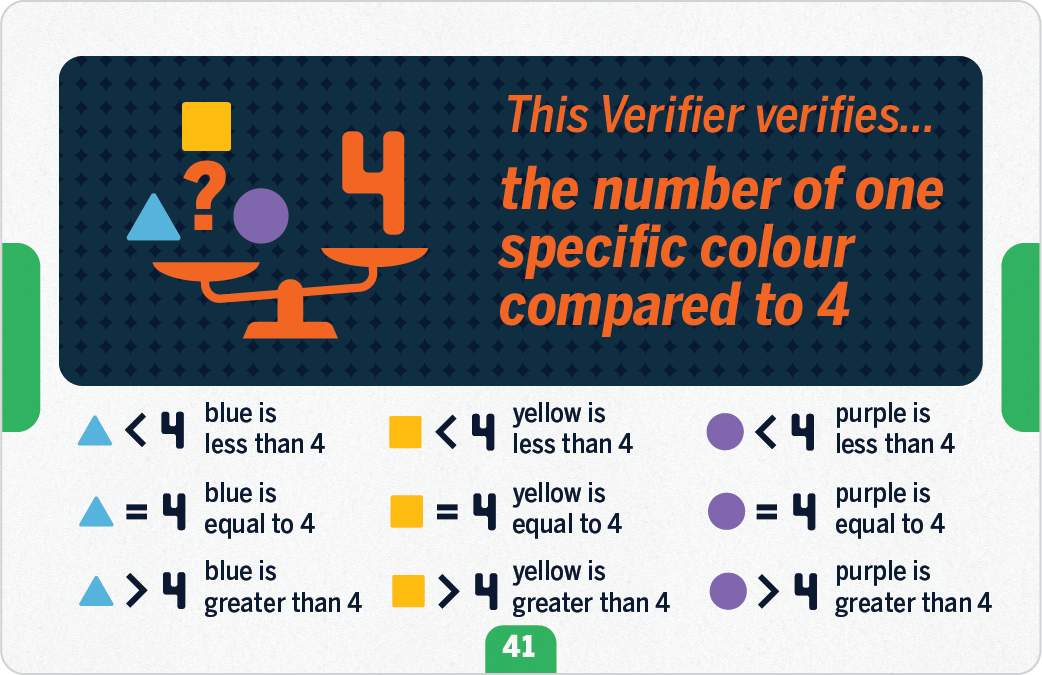 This Verifier verifies...
the number of one
specific colour
compared to 4
?
4
< 4 blue is
less than 4
< 4 yellow is
less than 4
< 4 purple is
less than 4
= 4 blue is
equal to 4
= 4 yellow is
equal to 4
= 4 purple is
equal to 4
> 4 blue is
greater than 4
> 4 yellow is
greater than 4
> 4 purple is
greater than 4
41